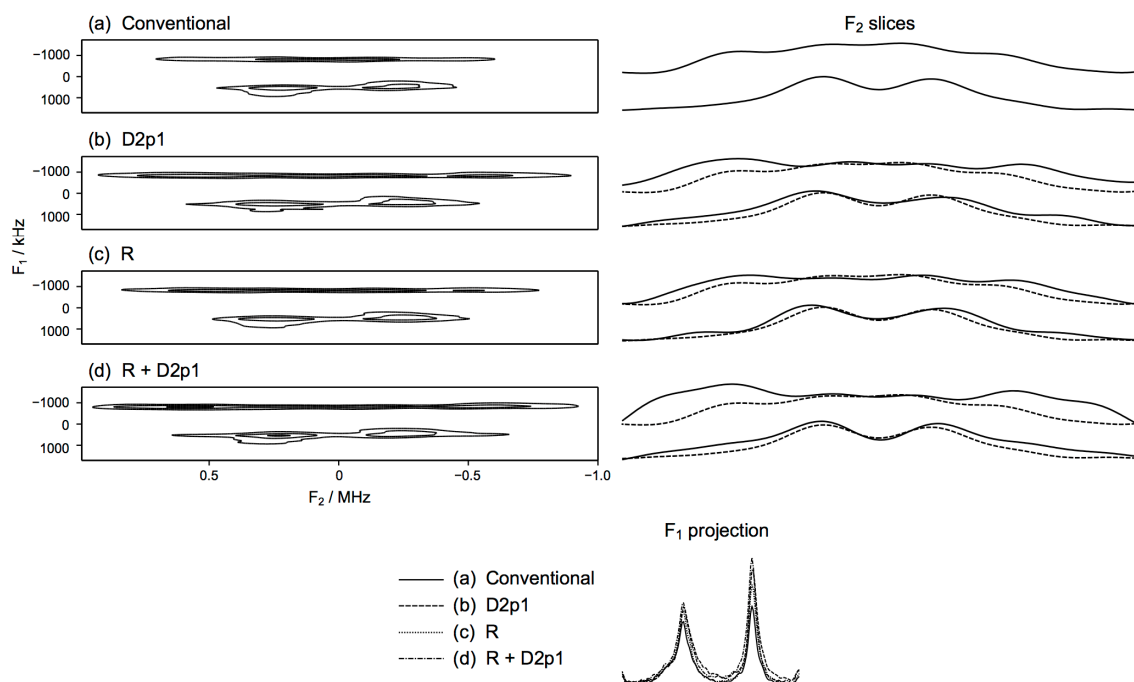 (a) Conventional
F₂ slices
−1000
0
1000
(b) D2p1
−1000
0
1000
(c) R
−1000
0
1000
(d) R + D2p1
−1000
0
1000
F₁ / kHz
0.5
0
−0.5
−1.0
F₂ / MHz
F₁ projection
(a) Conventional
(b) D2p1
(c) R
(d) R + D2p1